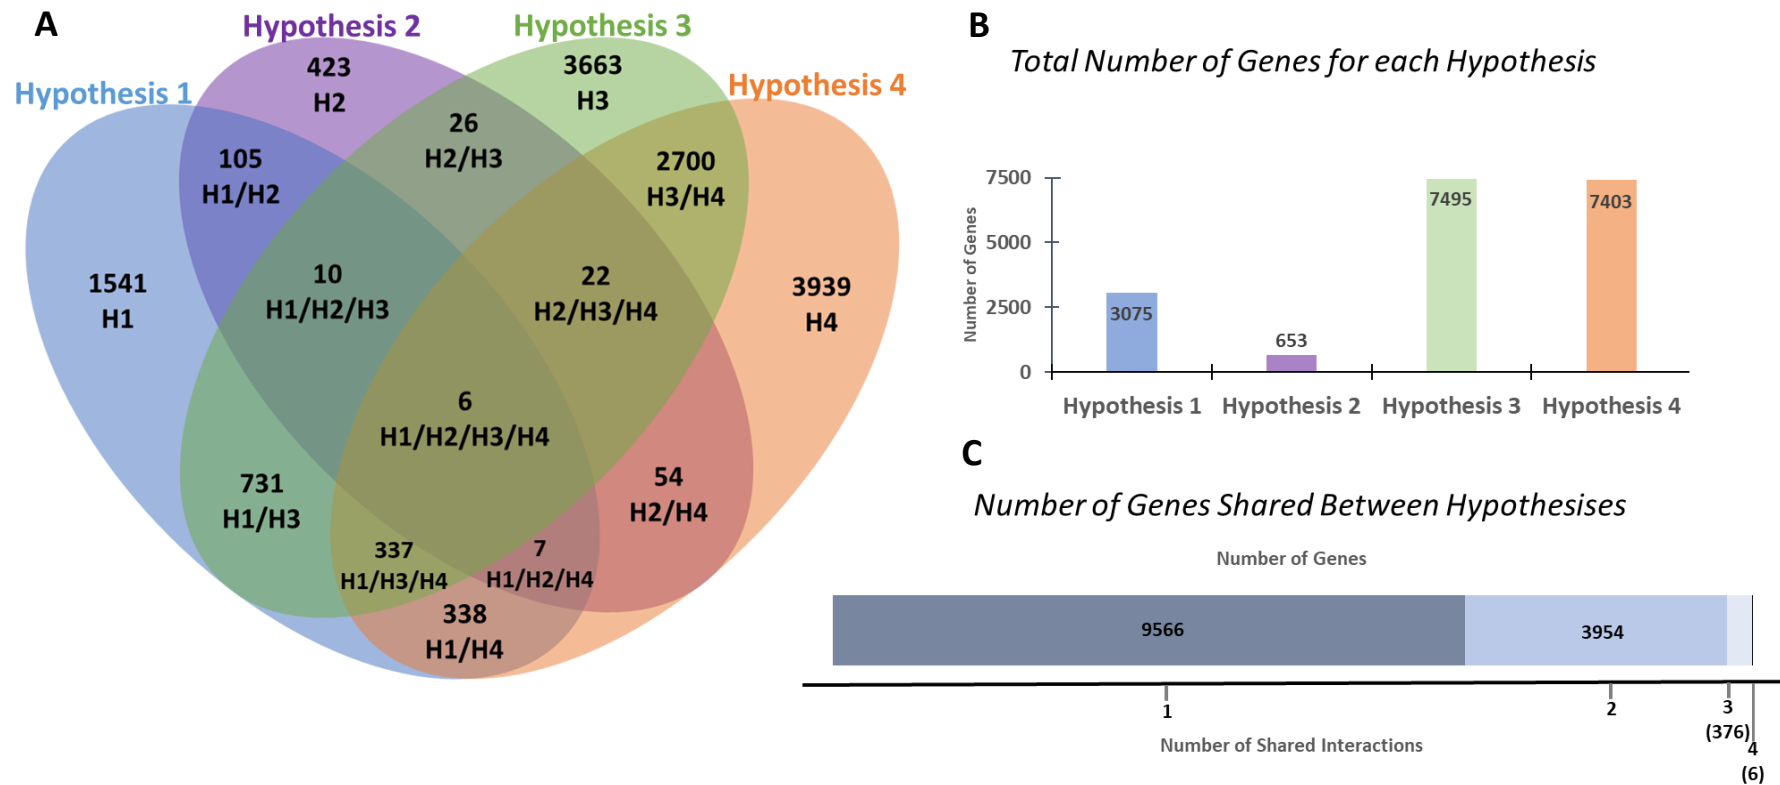 A
Hypothesis 1
Hypothesis 2
Hypothesis 3
Hypothesis 4
423
H2
3663
H3
26
H2/H3
105
H1/H2
2700
H3/H4
1541
H1
10
H1/H2/H3
22
H2/H3/H4
3939
H4
6
H1/H2/H3/H4
731
H1/H3
54
H2/H4
337
H1/H3/H4
7
H1/H2/H4
338
H1/H4
B
Total Number of Genes for each Hypothesis
Number of Genes
7500
5000
2500
0
3075
653
7495
7403
Hypothesis 1
Hypothesis 2
Hypothesis 3
Hypothesis 4
C
Number of Genes Shared Between Hypothesises
Number of Genes
9566
3954
1
2
3
(376)
4
(6)
Number of Shared Interactions